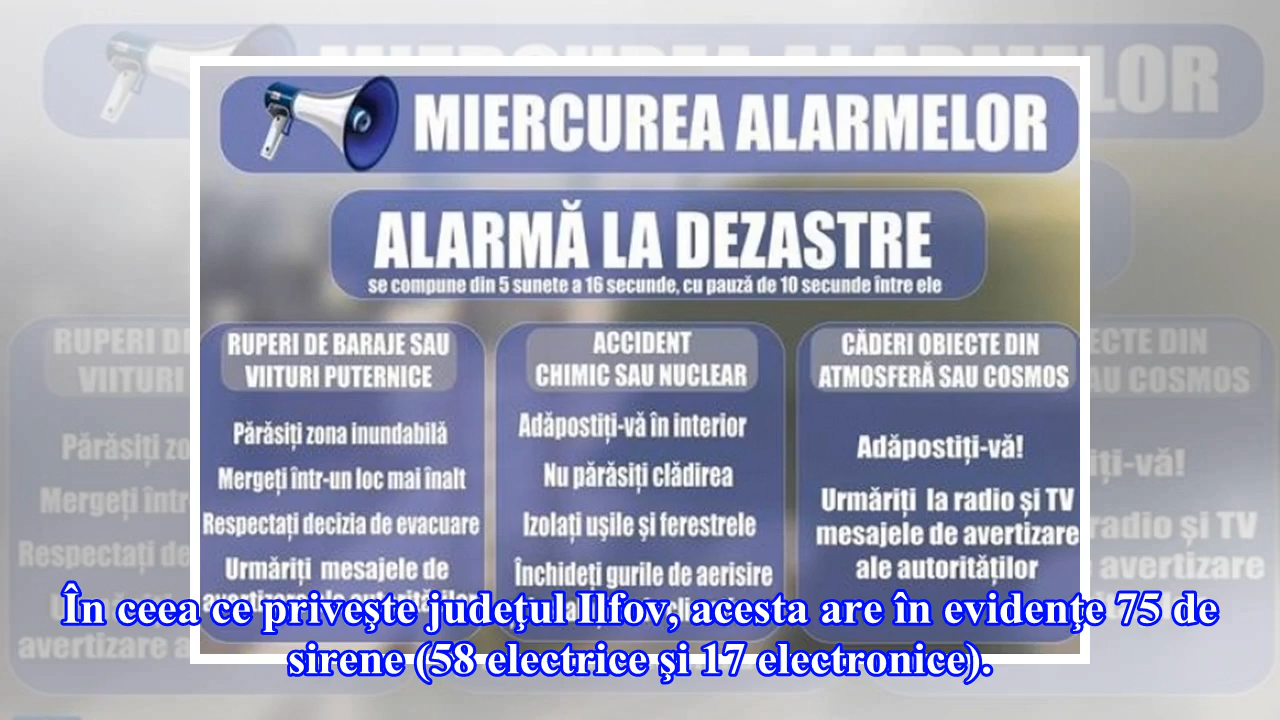 MIERCUREA ALARMELOR
ALARMĂ LA DEZASTRE
se compune din 5 sunete a 16 secunde, cu pauză de 10 secunde între ele
RUPERI DE BARAJE SAU
VIITURI PUTERNICE
Părăsiți zona inundabilă
Mergeți într-un loc mai înalt
Respectați decizia de evacuare
Urmăriți mesajele de
ACCIDENT
CHIMIC SAU NUCLEAR
Adăpostiți-vă în interior
Nu părăsiți clădirea
Izolați ușile și ferestrele
Închideți gurile de aerisire
CĂDERI OBIECTE DIN
ATMOSFERĂ SAU COSMOS
Adăpostiți-vă!
Urmăriți la radio și TV
mesajele de avertizare
ale autorităților
În ceea ce priveşte judeţul Ilfov, acesta are în evidenţe 75 de
sirene (58 electrice şi 17 electronice).